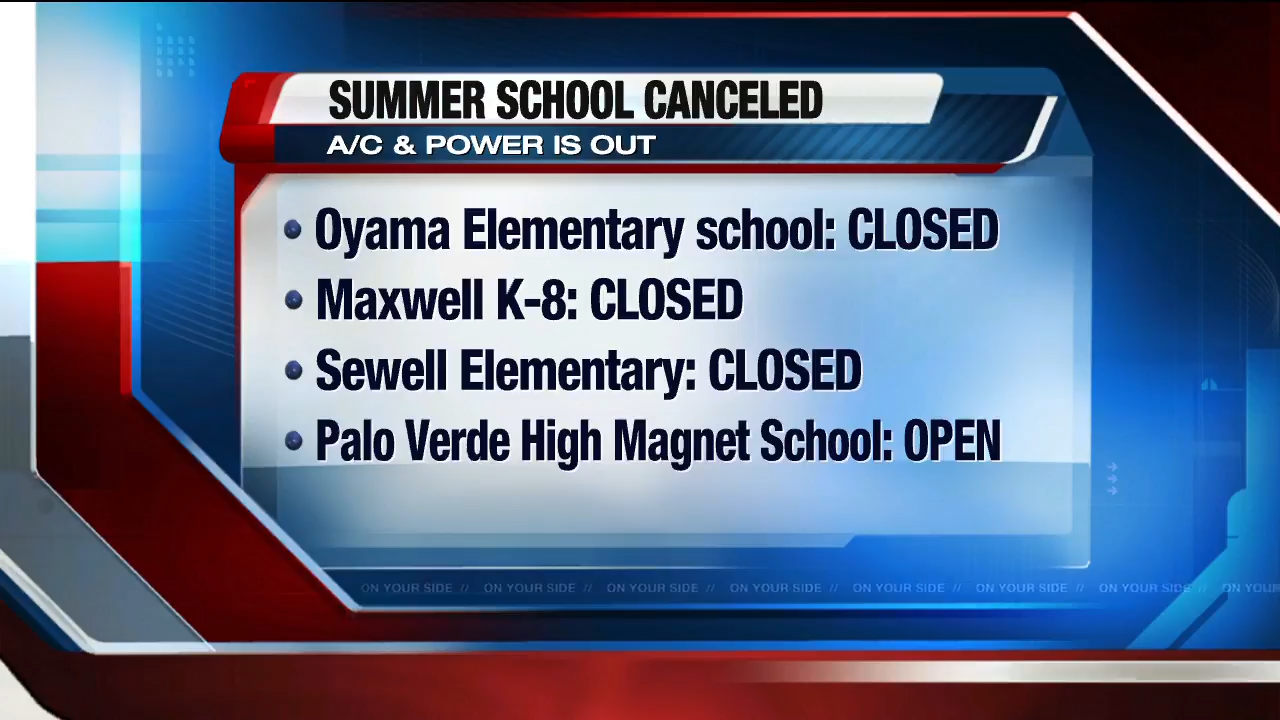 SUMMER SCHOOL CANCELED
A/C & POWER IS OUT
• Oyama Elementary school: CLOSED
• Maxwell K-8: CLOSED
• Sewell Elementary: CLOSED
• Palo Verde High Magnet School: OPEN
ON YOUR SIDE // ON YOUR SIDE // ON YOUR SIDE // ON YOUR SIDE // ON YOUR SIDE // ON YOUR SIDE // ON YOUR SIDE // ON YOUR